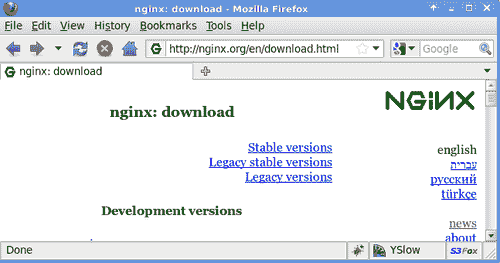 nginx: download - Mozilla Firefox
File Edit View History Bookmarks Tools Help
http://nginx.org/en/download.html
Google
nginx: download
NGINX
nginx: download
Stable versions
Legacy stable versions
Legacy versions
Development versions
english
עברית
русский
türkçe
news
about
Done
YSlow
S3Fox